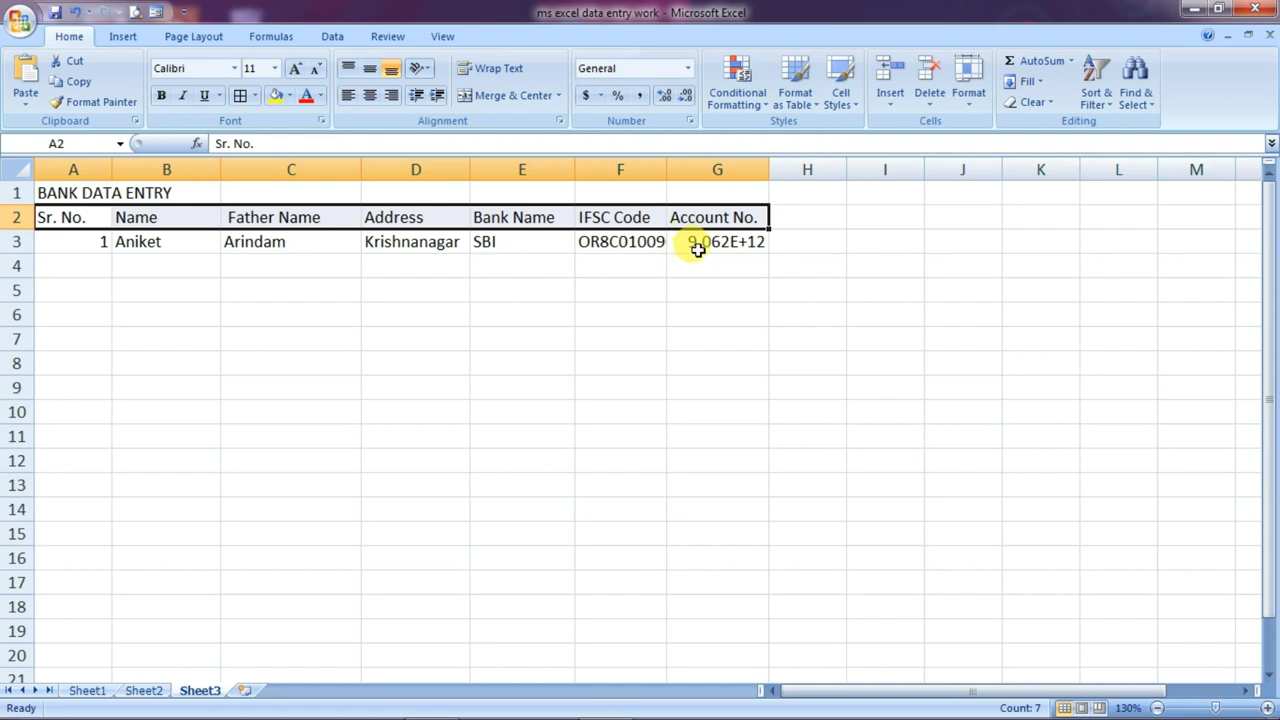 ms excel data entry work - Microsoft Excel
Home Insert Page Layout Formulas Data Review View
Paste
Cut
Copy
Format Painter
Clipboard
Calibri 11
B I U A
Font
Wrap Text
Merge & Center
Alignment
General
$ % ,
Number
Conditional Formatting
Format as Table
Cell Styles
Styles
Insert Delete Format
Cells
Σ AutoSum
Fill
Clear
Sort & Filter
Find & Select
Editing
A2 fx Sr. No.
A B C D E F G H I J K L M
1 BANK DATA ENTRY
2 Sr. No. Name Father Name Address Bank Name IFSC Code Account No.
3 1 Aniket Arindam Krishnanagar SBI OR8C01009 9.062E+12
4
5
6
7
8
9
10
11
12
13
14
15
16
17
18
19
20
21
Sheet1 Sheet2 Sheet3
Ready Count: 7 130%